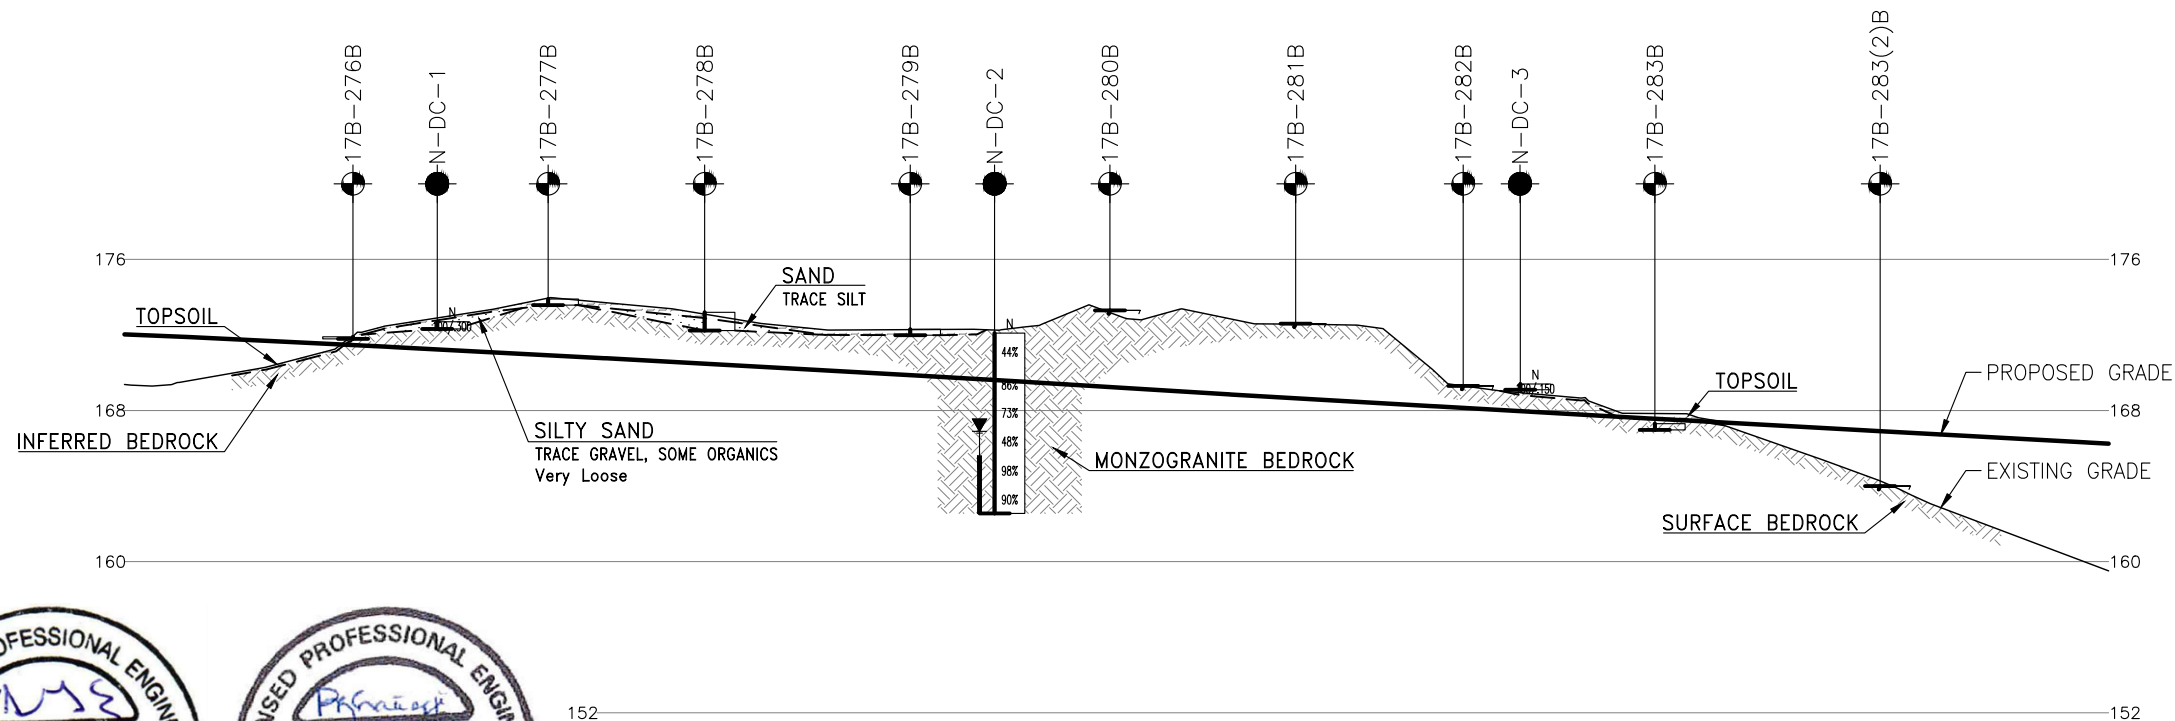 17B-276B
N-DC-1
17B-277B
17B-278B
17B-279B
N-DC-2
17B-280B
17B-281B
17B-282B
N-DC-3
17B-283B
17B-283(2)B
176
176
SAND
TRACE SILT
TOPSOIL
N
N
44%
86%
73%
48%
98%
90%
N
TOPSOIL
PROPOSED GRADE
168
168
INFERRED BEDROCK
SILTY SAND
TRACE GRAVEL, SOME ORGANICS
Very Loose
MONZOGRANITE BEDROCK
EXISTING GRADE
SURFACE BEDROCK
160
160
PROFESSIONAL
152
152